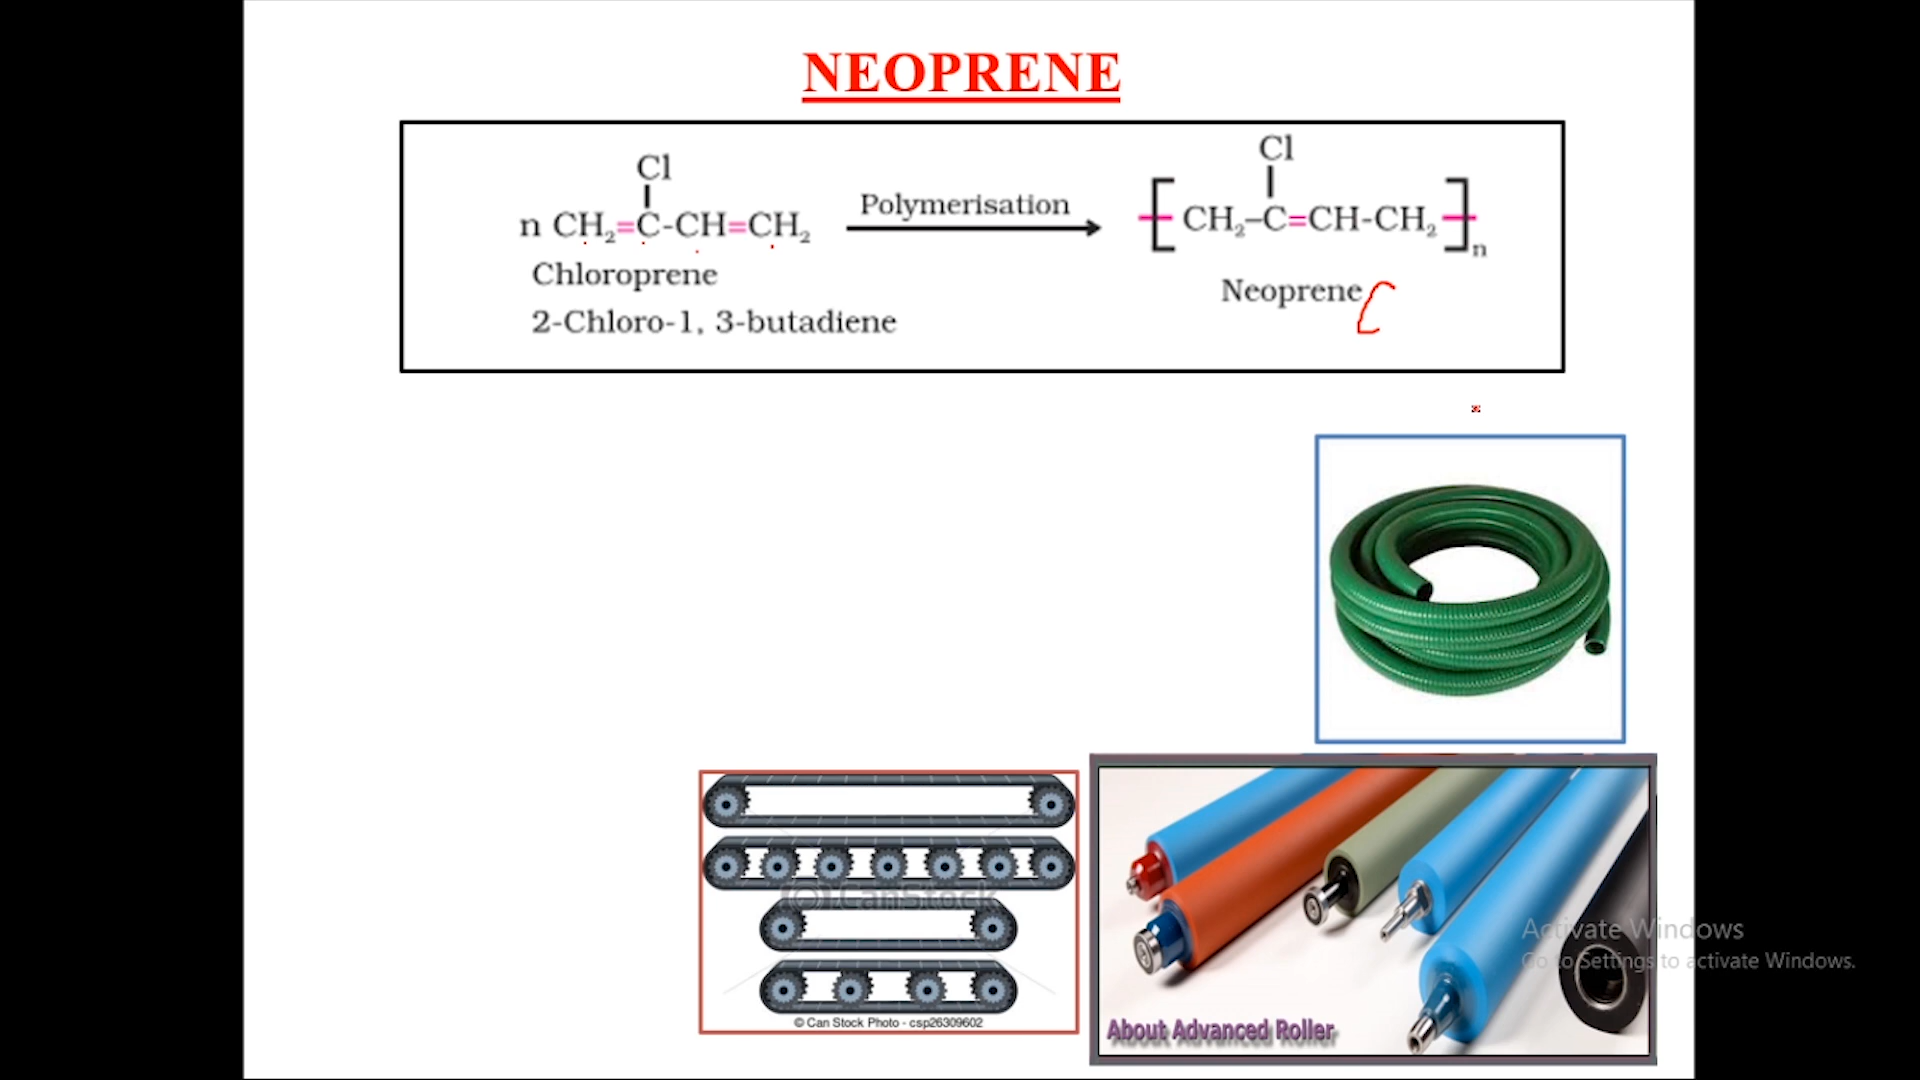 NEOPRENE
Cl
n CH₂=C-CH=CH₂
Polymerisation
Cl
[CH₂–C=CH-CH₂]n
Chloroprene
2-Chloro-1, 3-butadiene
Neoprene
CanStock
© Can Stock Photo - csp26309602
About Advanced Roller
Activate Windows
Go to Settings to activate Windows.